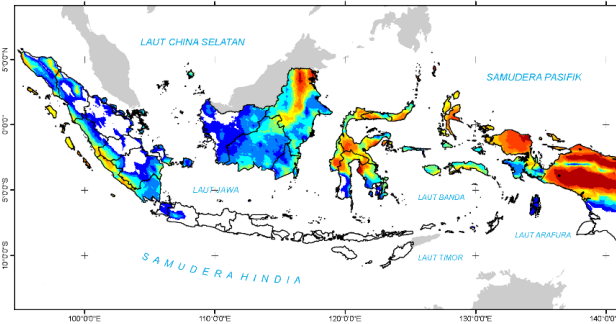 LAUT CHINA SELATAN
SAMUDERA PASIFIK
5°0'0"N
0°0'0"
LAUT JAWA
LAUT BANDA
5°0'0"S
LAUT ARAFURA
SAMUDERA HINDIA
LAUT TIMOR
10°0'0"S
100°0'0"E
110°0'0"E
120°0'0"E
130°0'0"E
140°0'0"E